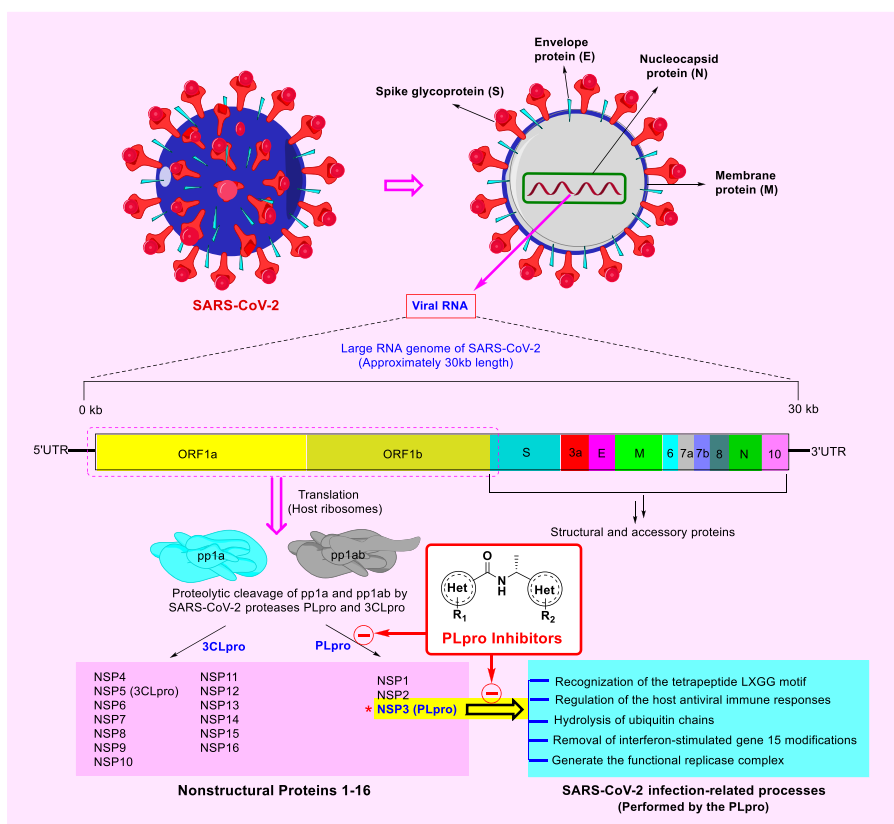 Envelope
protein (E)
Nucleocapsid
protein (N)
Spike glycoprotein (S)
Membrane
protein (M)
SARS-CoV-2
Viral RNA
Large RNA genome of SARS-CoV-2
(Approximately 30kb length)
0 kb
30 kb
5'UTR
ORF1a
ORF1b
S
3a
E
M
6
7a
7b
8
N
10
3'UTR
Translation
(Host ribosomes)
Structural and accessory proteins
pp1a
pp1ab
Proteolytic cleavage of pp1a and pp1ab by
SARS-CoV-2 proteases PLpro and 3CLpro
O
Het
N
H
Het
R1
R2
PLpro Inhibitors
3CLpro
PLpro
NSP4
NSP5 (3CLpro)
NSP6
NSP7
NSP8
NSP9
NSP10
NSP11
NSP12
NSP13
NSP14
NSP15
NSP16
NSP1
NSP2
* NSP3 (PLpro)
Recognization of the tetrapeptide LXGG motif
Regulation of the host antiviral immune responses
Hydrolysis of ubiquitin chains
Removal of interferon-stimulated gene 15 modifications
Generate the functional replicase complex
Nonstructural Proteins 1-16
SARS-CoV-2 infection-related processes
(Performed by the PLpro)